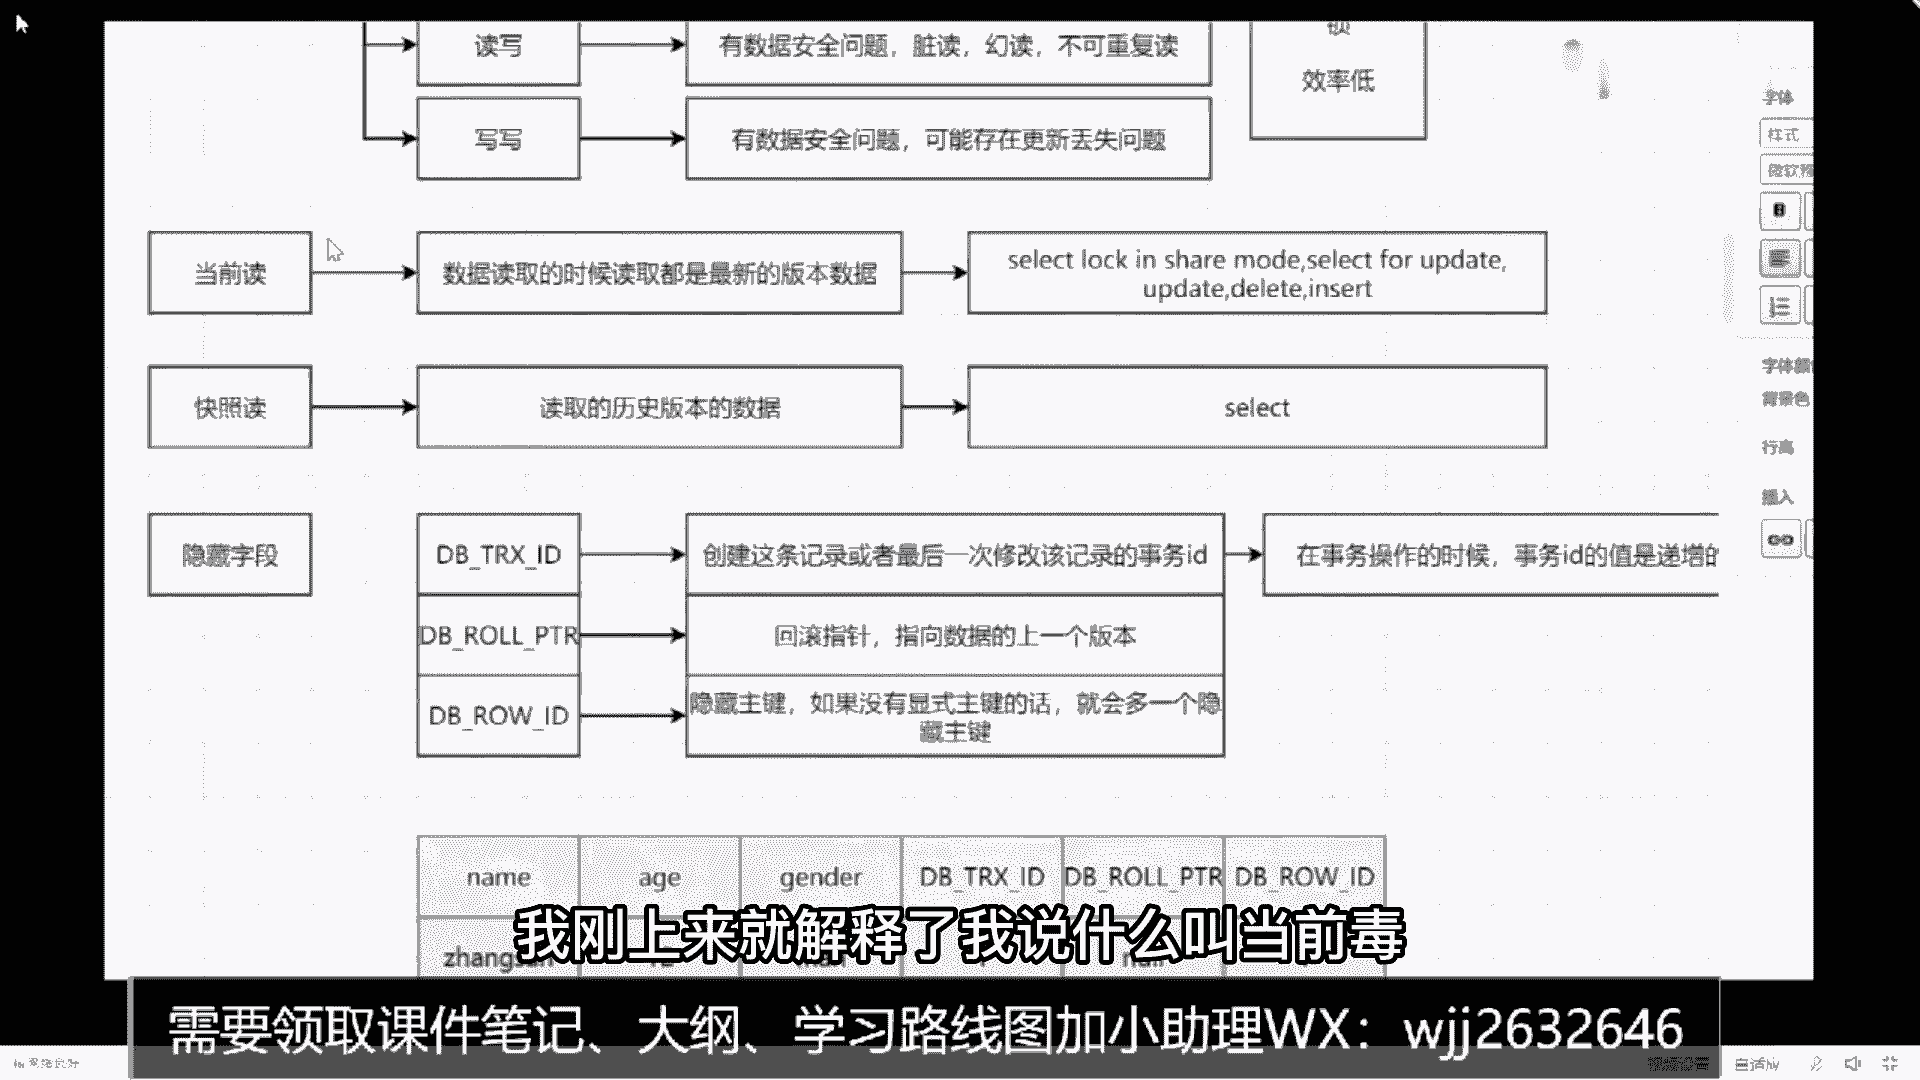 读写
有数据安全问题，脏读，幻读，不可重复读
效率低
写写
有数据安全问题，可能存在更新丢失问题
当前读
数据读取的时候读取都是最新的版本数据
select lock in share mode,select for update,
update,delete,insert
快照读
读取的历史版本的数据
select
隐藏字段
DB_TRX_ID
创建这条记录或者最后一次修改该记录的事务id
在事务操作的时候，事务id的值是递增的
DB_ROLL_PTR
回滚指针，指向数据的上一个版本
DB_ROW_ID
隐藏主键，如果没有显式主键的话，就会多一个隐
藏主键
name
age
gender
DB_TRX_ID
DB_ROLL_PTR
DB_ROW_ID
我刚上来就解释了我说什么叫当前毒
需要领取课件笔记、大纲、学习路线图加小助理WX：wjj2632646
字体
样式
微软
字体颜
背景色
行高
插入
自适应